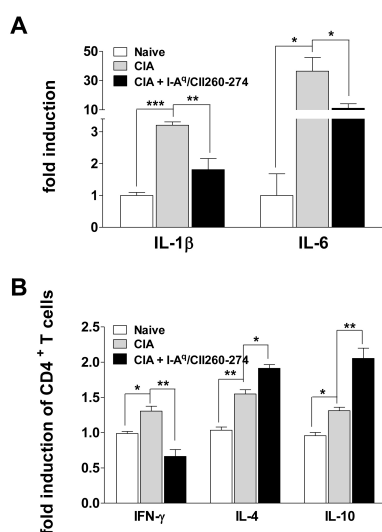 A
fold induction
50
30
10
3
2
1
0
Naive
CIA
CIA + I-Aq/CII260-274
***
**
*
*
IL-1β
IL-6
B
fold induction of CD4 + T cells
2.5
2.0
1.5
1.0
0.5
0.0
Naive
CIA
CIA + I-Aq/CII260-274
*
**
**
*
*
**
IFN-γ
IL-4
IL-10